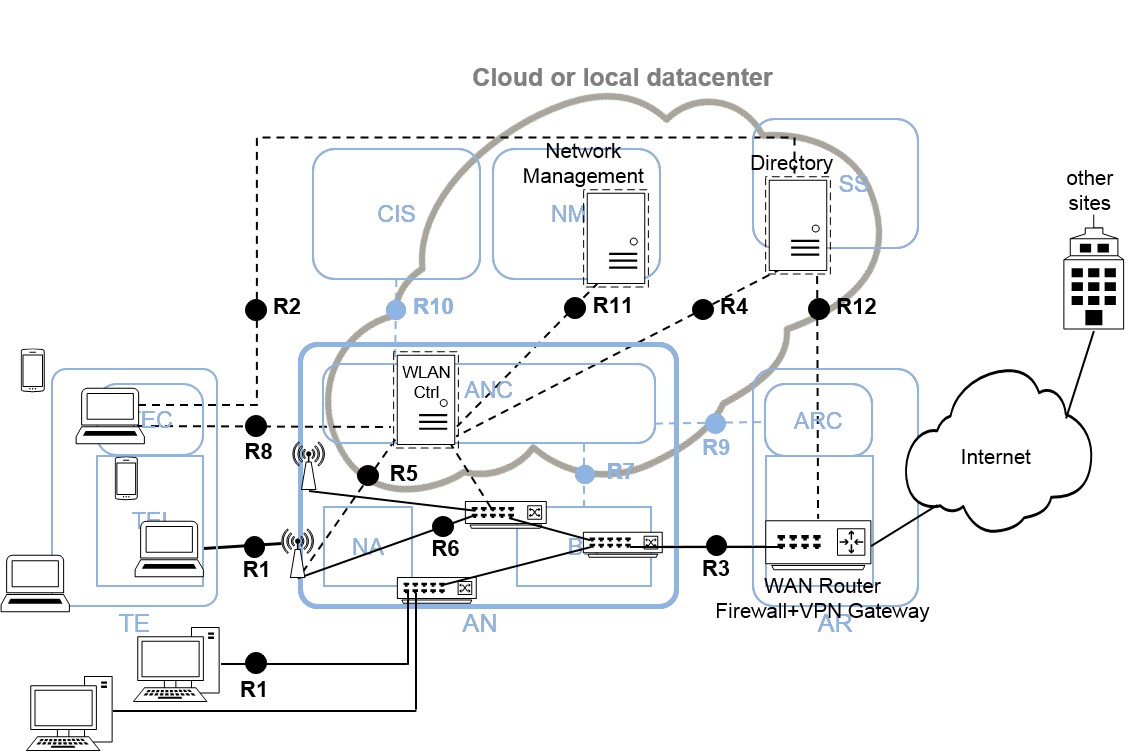 Cloud or local datacenter
Network
Management
Directory
SS
other
sites
CIS
NM
R2
R10
R11
R4
R12
WLAN
Ctrl
ANC
EC
ARC
R8
R5
R7
R9
Internet
TEI
NA
R6
B
R1
R3
WAN Router
Firewall+VPN Gateway
TE
AN
AR
R1